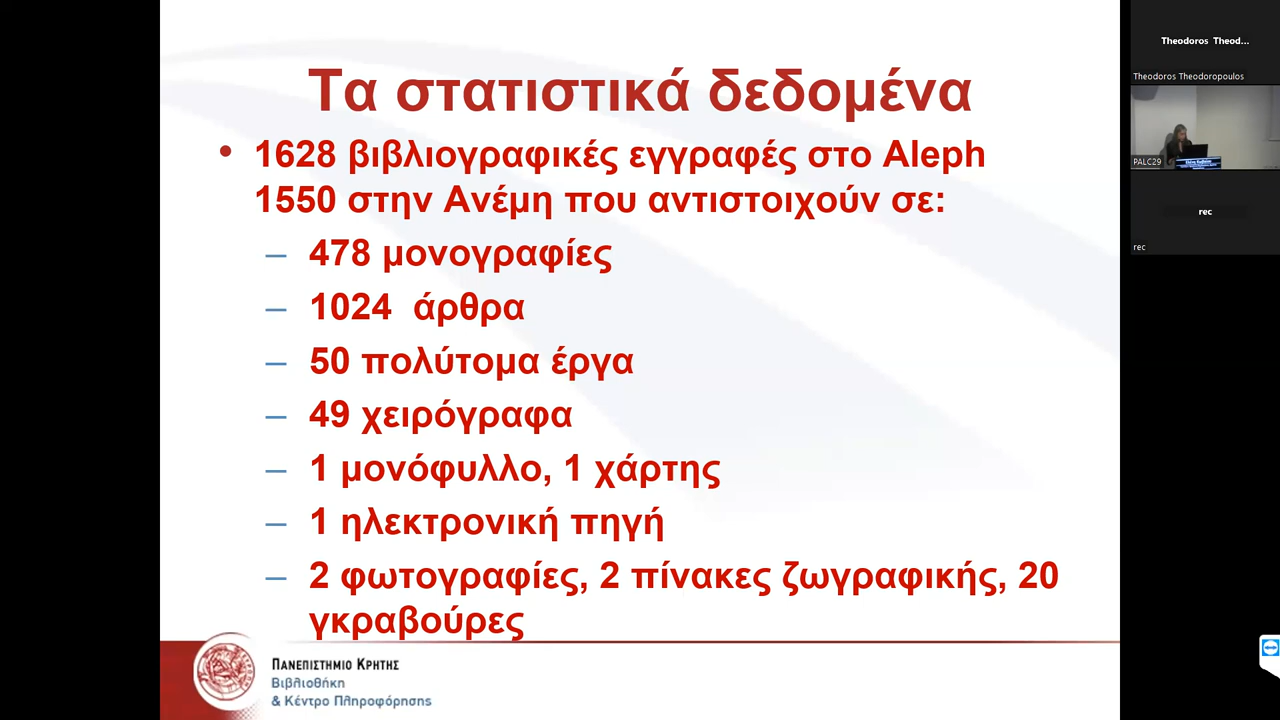 Τα στατιστικά δεδομένα
• 1628 βιβλιογραφικές εγγραφές στο Aleph
1550 στην Ανέμη που αντιστοιχούν σε:
– 478 μονογραφίες
– 1024 άρθρα
– 50 πολύτομα έργα
– 49 χειρόγραφα
– 1 μονόφυλλο, 1 χάρτης
– 1 ηλεκτρονική πηγή
– 2 φωτογραφίες, 2 πίνακες ζωγραφικής, 20
γκραβούρες
ΠΑΝΕΠΙΣΤΗΜΙΟ ΚΡΗΤΗΣ
Βιβλιοθήκη
& Κέντρο Πληροφόρησης
Theodoros Theod...
Theodoros Theodoropoulos
PALC29
rec
rec